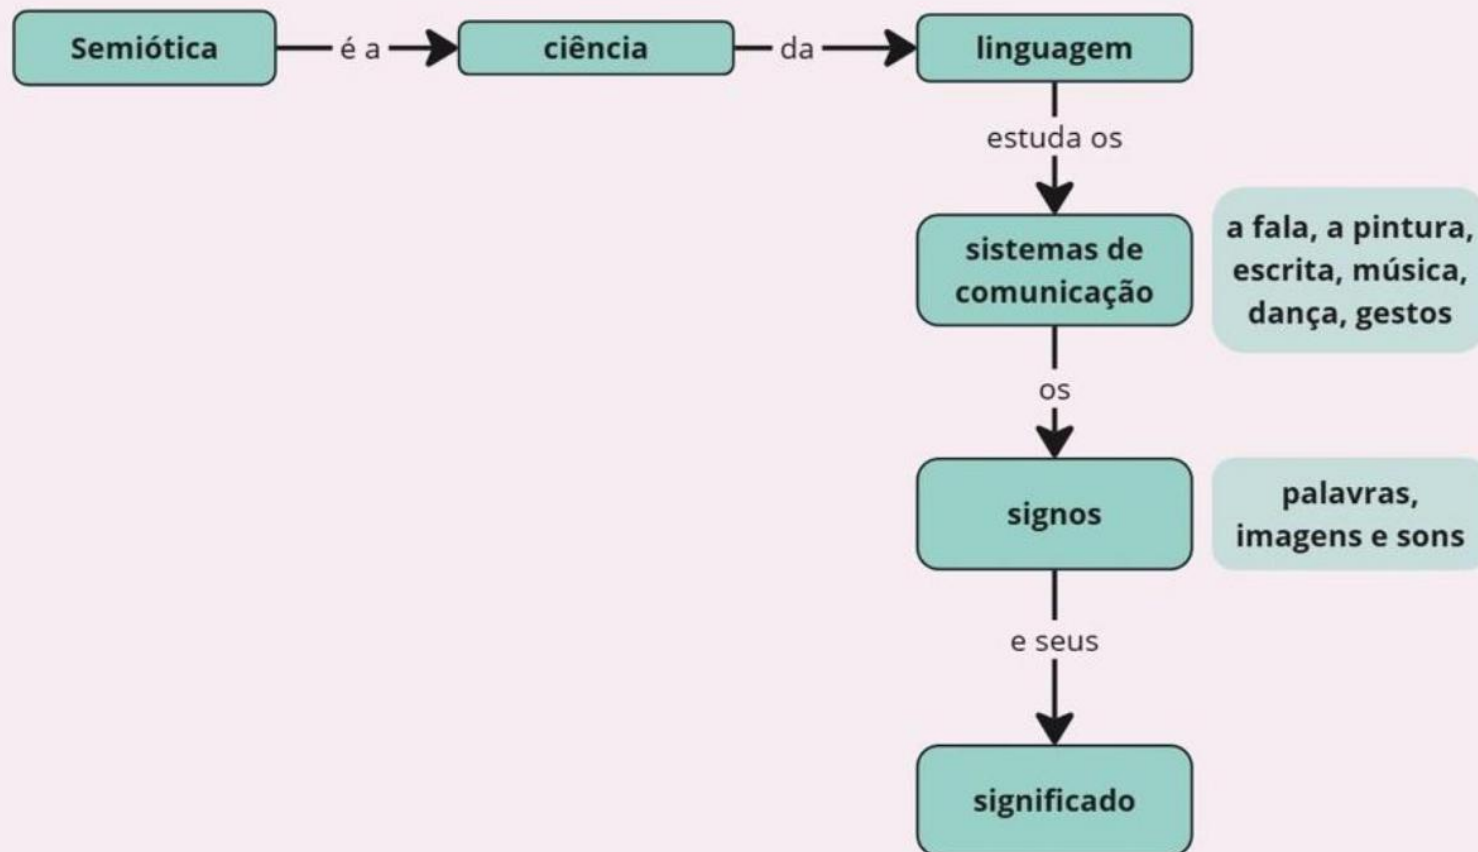 Semiótica
é a
ciência
da
linguagem
estuda os
sistemas de
comunicação
a fala, a pintura,
escrita, música,
dança, gestos
os
signos
palavras,
imagens e sons
e seus
significado